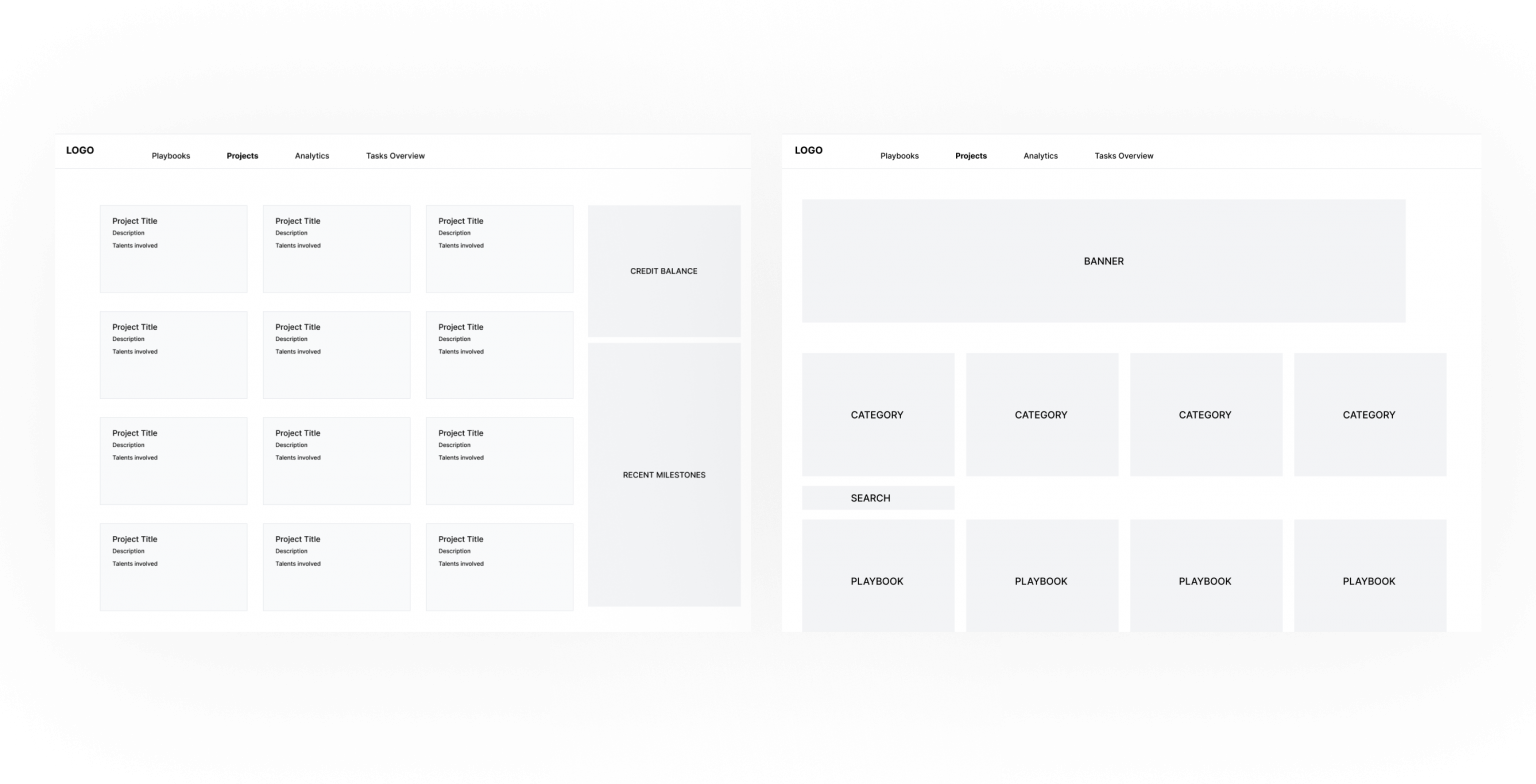 LOGO
Playbooks Projects Analytics Tasks Overview
Project Title
Description
Talents involved
Project Title
Description
Talents involved
Project Title
Description
Talents involved
CREDIT BALANCE
Project Title
Description
Talents involved
Project Title
Description
Talents involved
Project Title
Description
Talents involved
Project Title
Description
Talents involved
Project Title
Description
Talents involved
Project Title
Description
Talents involved
RECENT MILESTONES
Project Title
Description
Talents involved
Project Title
Description
Talents involved
Project Title
Description
Talents involved
LOGO
Playbooks Projects Analytics Tasks Overview
BANNER
CATEGORY CATEGORY CATEGORY CATEGORY
SEARCH
PLAYBOOK PLAYBOOK PLAYBOOK PLAYBOOK